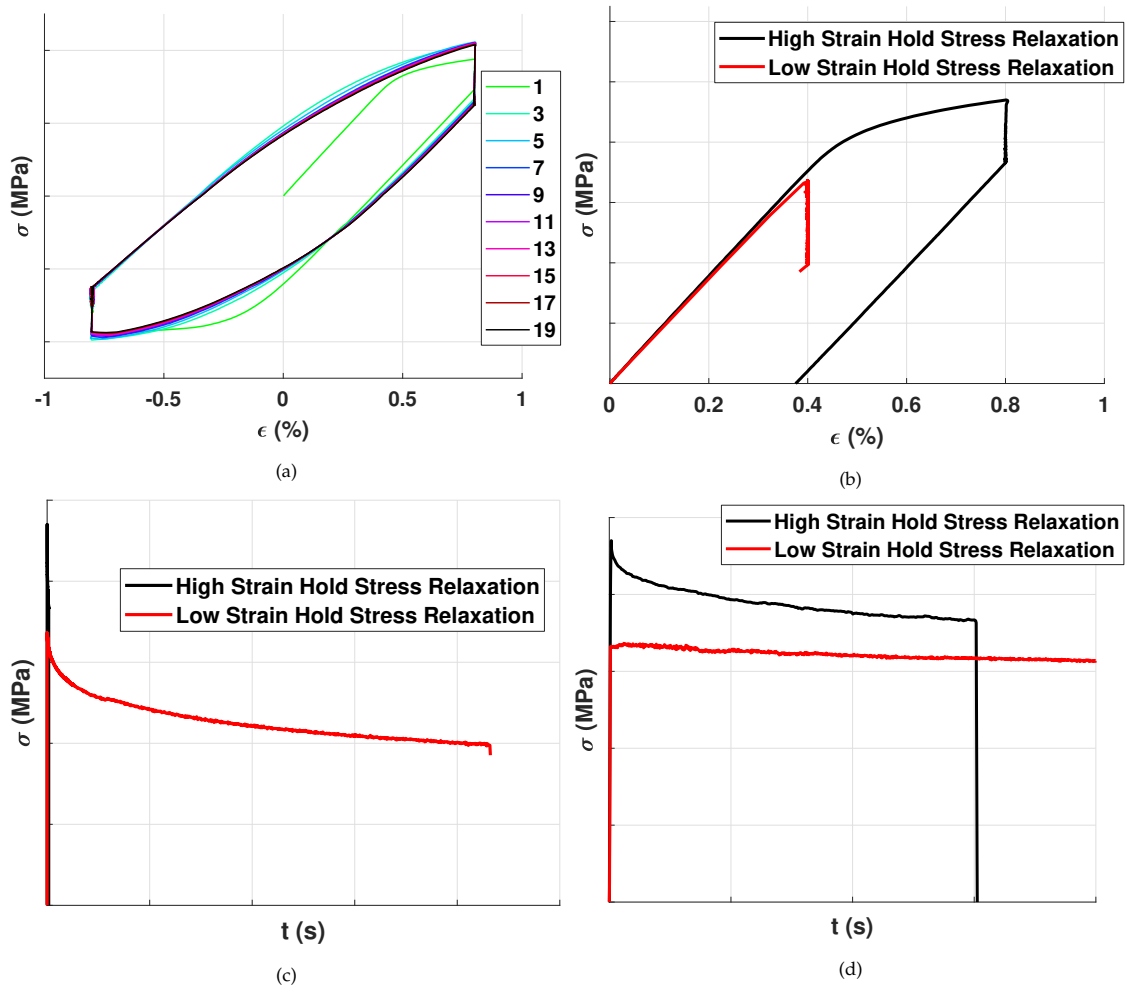 σ (MPa)
1
3
5
7
9
11
13
15
17
19
-1
-0.5
0
0.5
1
ϵ (%)
(a)
σ (MPa)
High Strain Hold Stress Relaxation
Low Strain Hold Stress Relaxation
0
0.2
0.4
0.6
0.8
1
ϵ (%)
(b)
σ (MPa)
High Strain Hold Stress Relaxation
Low Strain Hold Stress Relaxation
t (s)
(c)
σ (MPa)
High Strain Hold Stress Relaxation
Low Strain Hold Stress Relaxation
t (s)
(d)